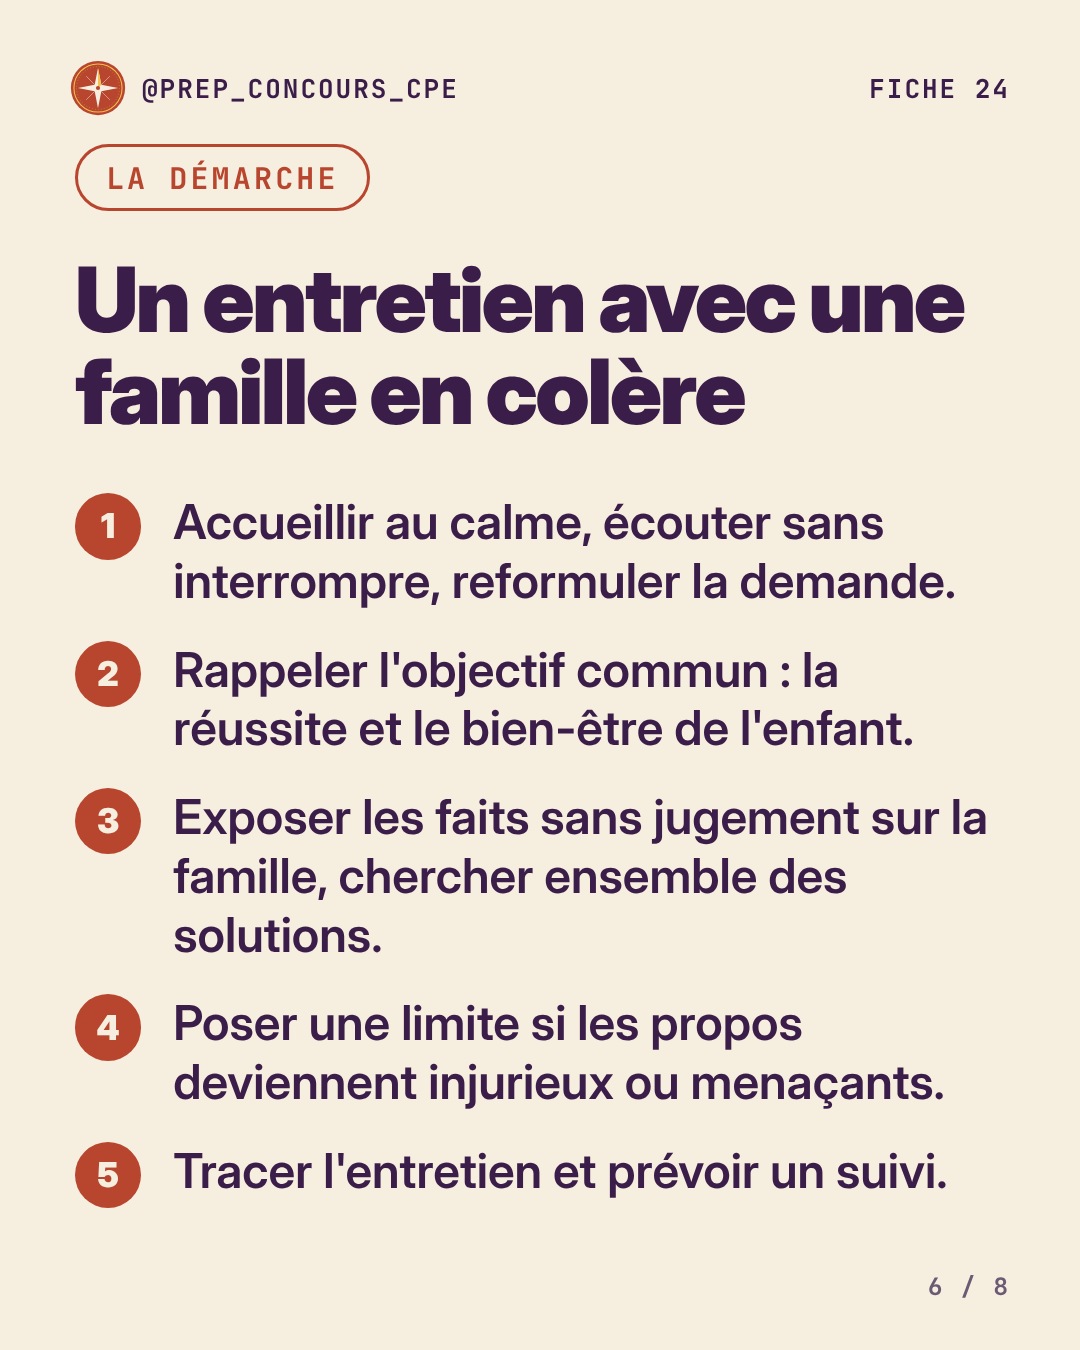 @PREP_CONCOURS_CPE
FICHE 24
LA DÉMARCHE
Un entretien avec une
famille en colère
1
Accueillir au calme, écouter sans
interrompre, reformuler la demande.
2
Rappeler l'objectif commun : la
réussite et le bien-être de l'enfant.
3
Exposer les faits sans jugement sur la
famille, chercher ensemble des
solutions.
4
Poser une limite si les propos
deviennent injurieux ou menaçants.
5
Tracer l'entretien et prévoir un suivi.
6 / 8